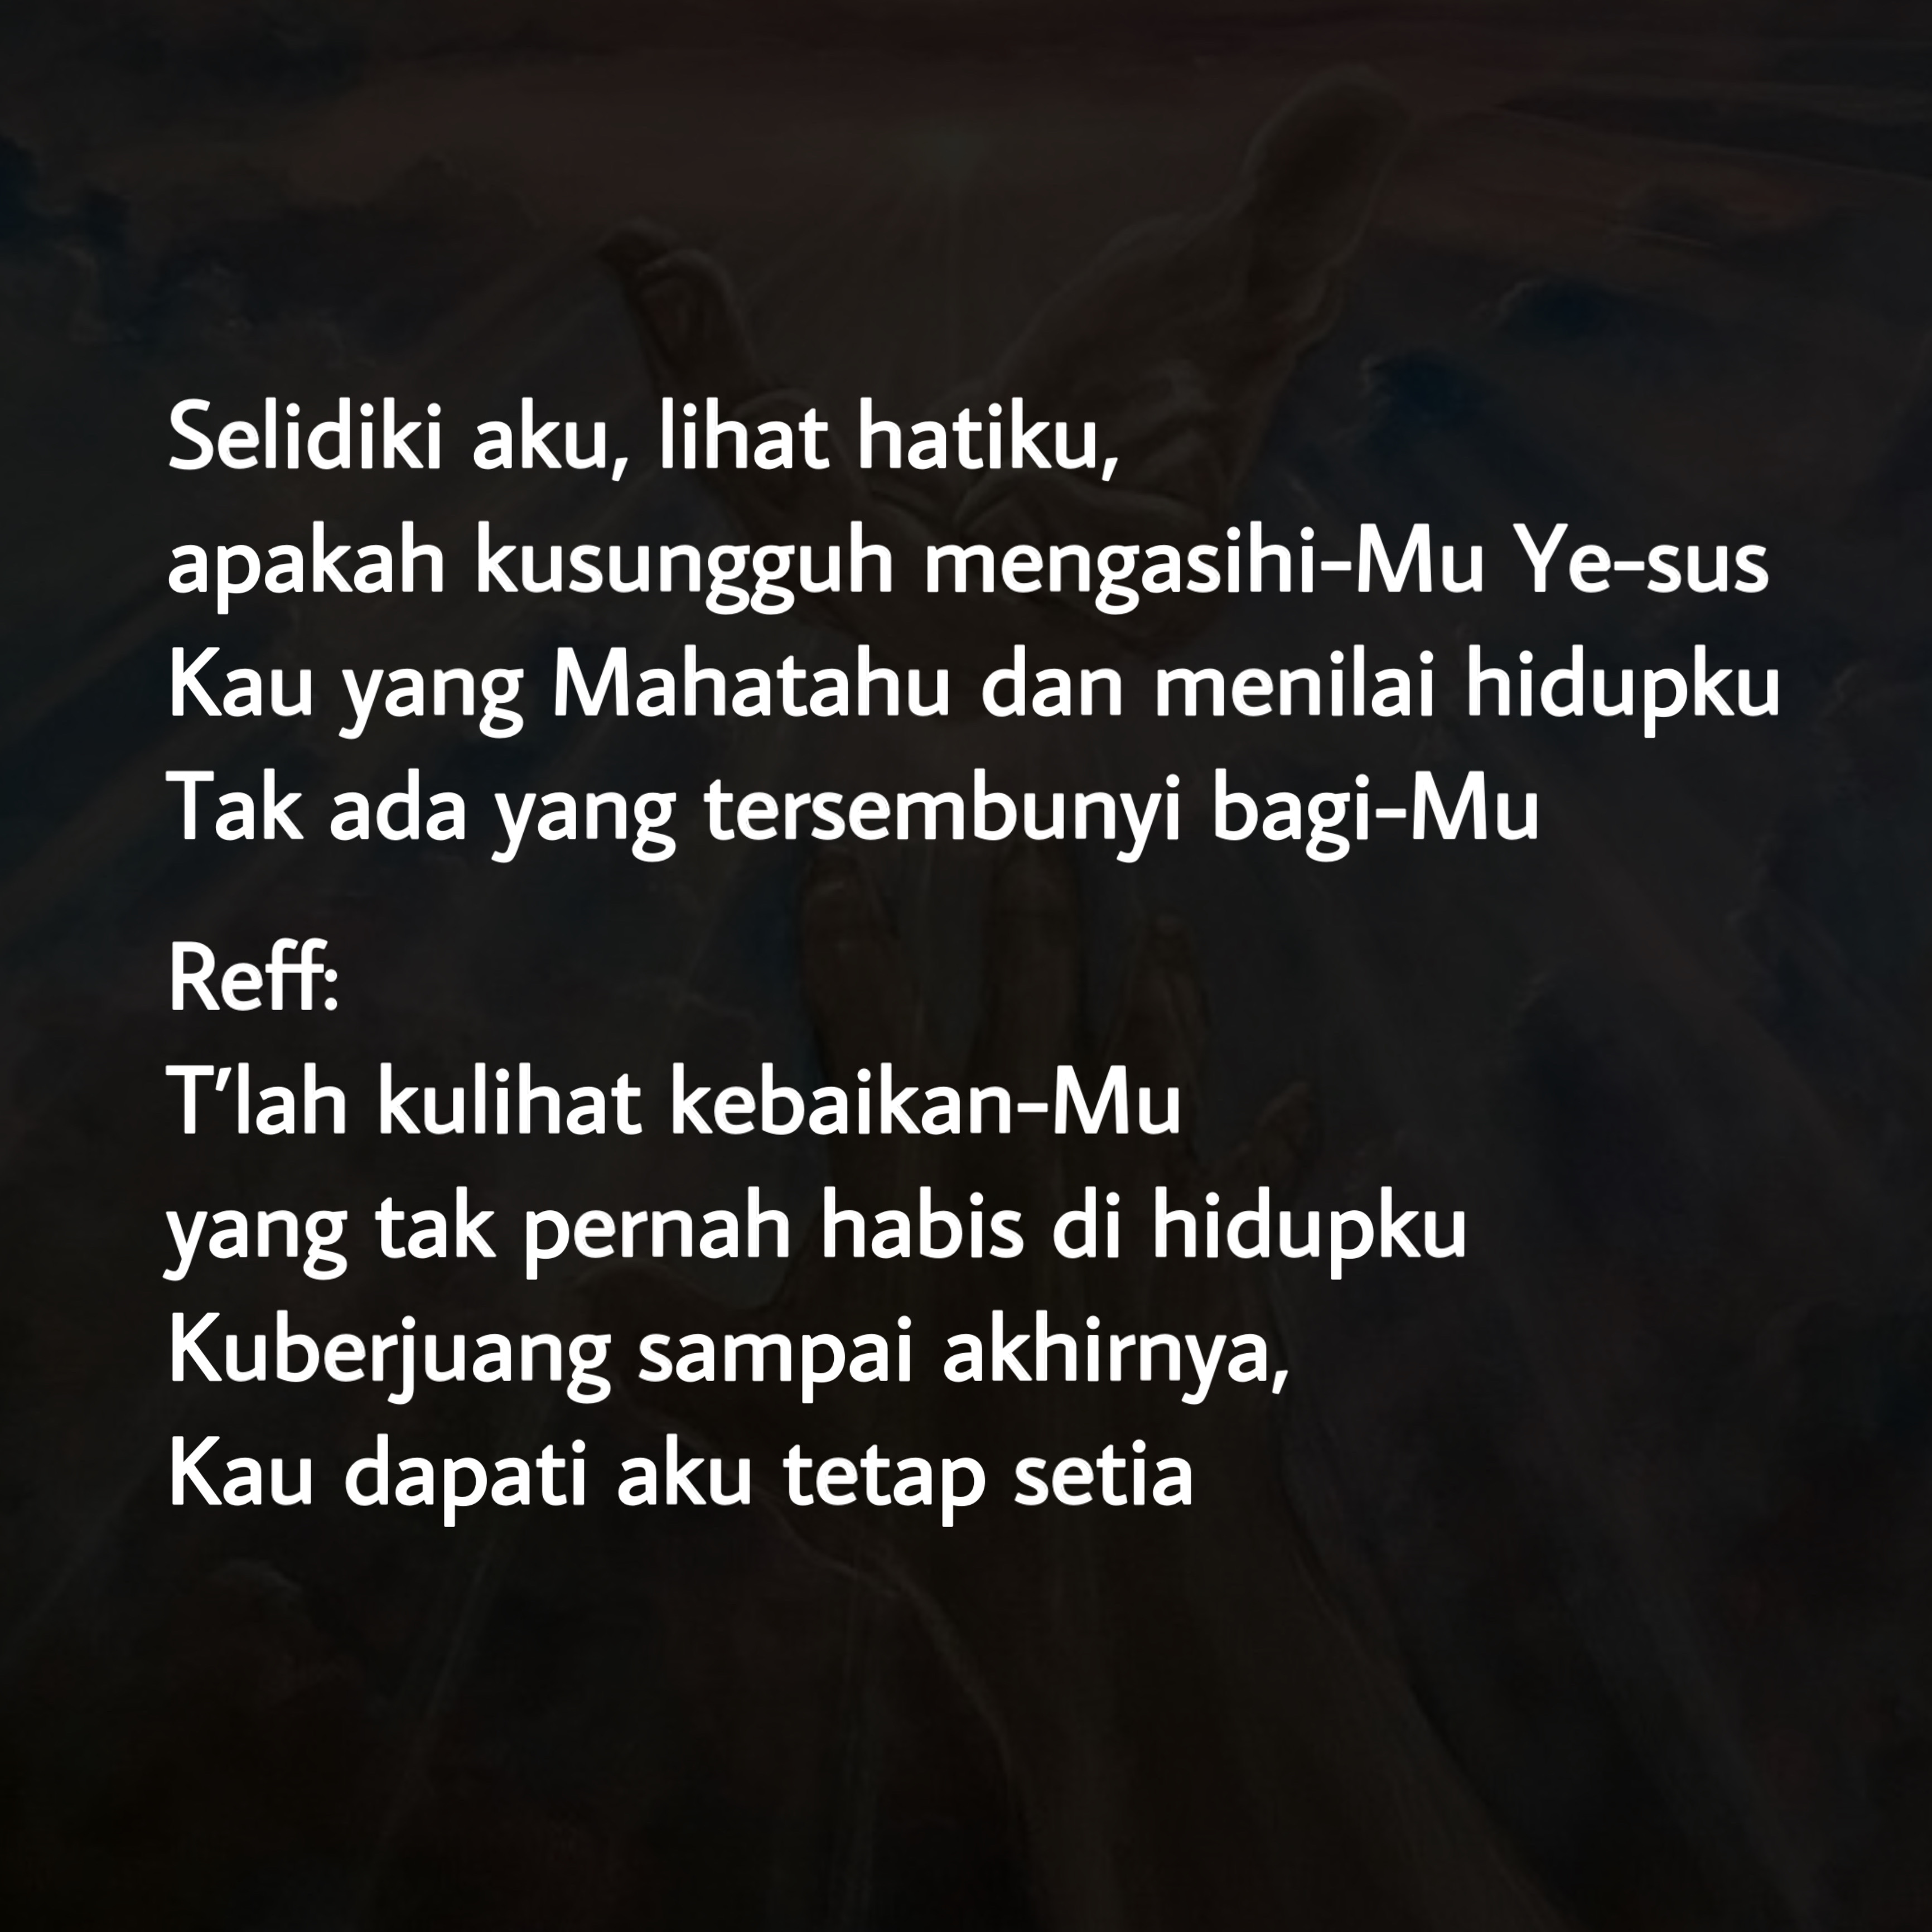 Selidiki aku, lihat hatiku,
apakah kusungguh mengasihi-Mu Ye-sus
Kau yang Mahatahu dan menilai hidupku
Tak ada yang tersembunyi bagi-Mu
Reff:
T’lah kulihat kebaikan-Mu
yang tak pernah habis di hidupku
Kuberjuang sampai akhirnya,
Kau dapati aku tetap setia